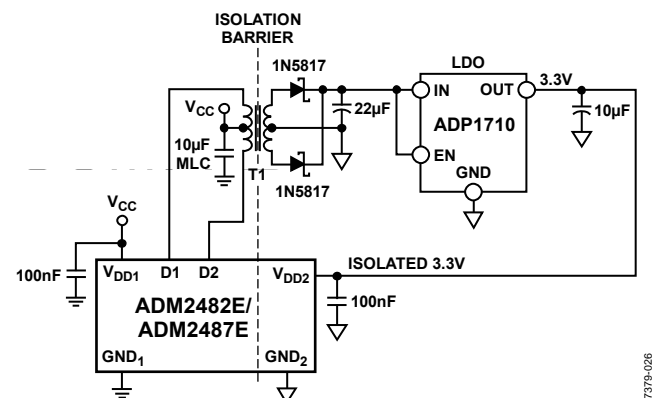 ISOLATION
BARRIER
1N5817
LDO
VCC
IN
OUT
3.3V
22µF
10µF
ADP1710
10µF
MLC
EN
T1
1N5817
GND
VCC
100nF
VDD1
D1
D2
VDD2
ISOLATED 3.3V
ADM2482E/
ADM2487E
100nF
GND1
GND2
7379-026